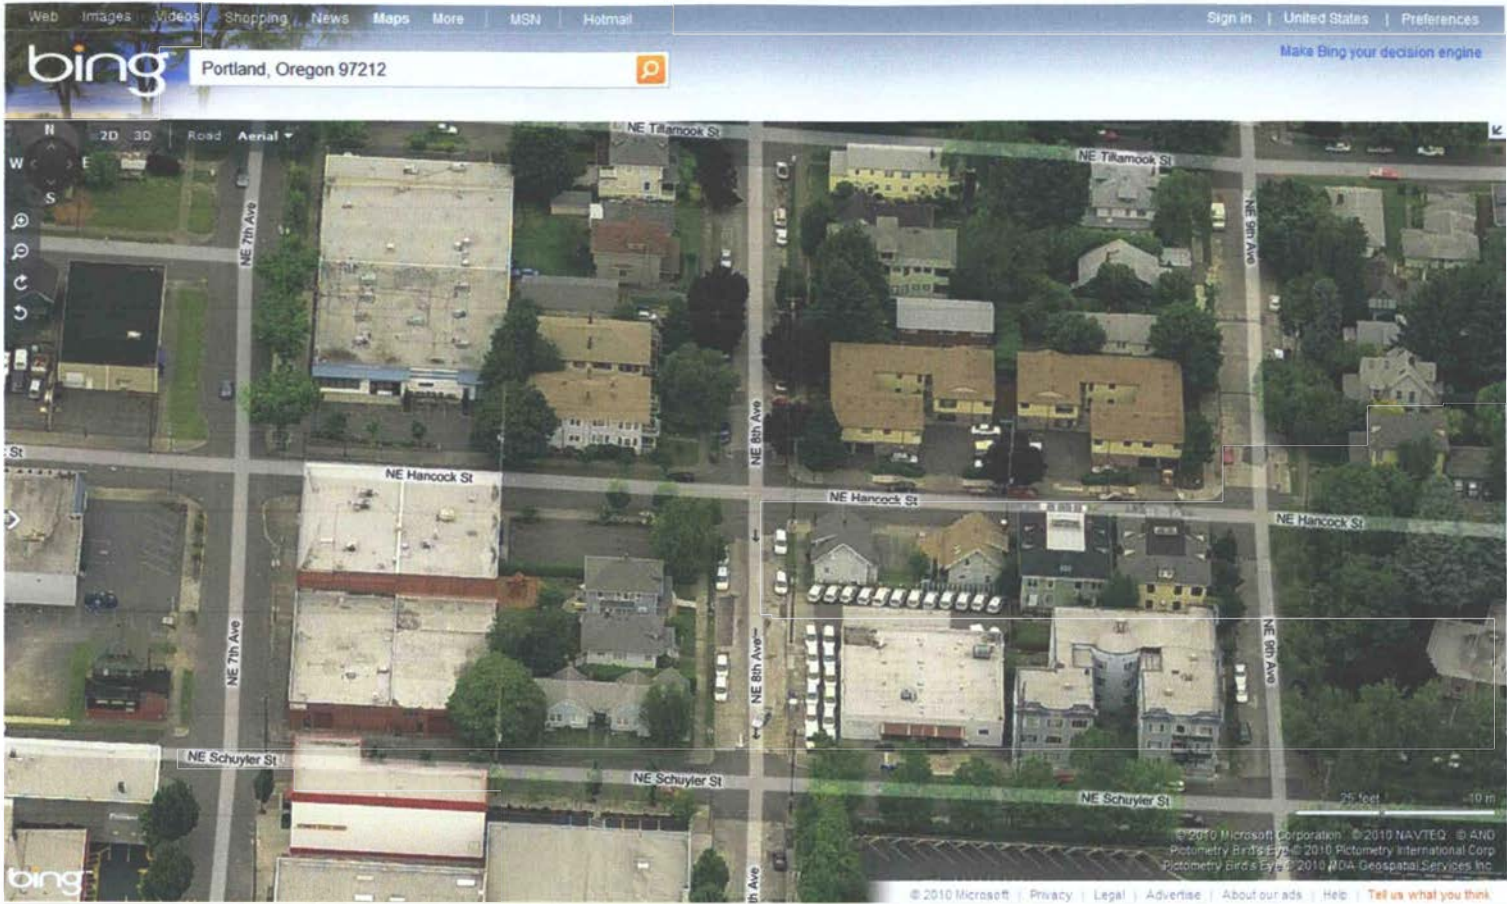 Web Images Videos Shopping News Maps More | MSN | Hotmail
Sign in | United States | Preferences
bing
Portland, Oregon 97212
Make Bing your decision engine
N
2D 3D | Road Aerial
W E
S
NE Tillamook St
NE Tillamook St
NE 7th Ave
NE 9th Ave
NE 8th Ave
St
NE Hancock St
NE Hancock St
NE Hancock St
NE 7th Ave
NE 8th Ave
NE 9th Ave
NE Schuyler St
NE Schuyler St
NE Schuyler St
25 feet 10 m
© 2010 Microsoft Corporation © 2010 NAVTEQ © AND
Pictometry Bird's Eye © 2010 Pictometry International Corp
Pictometry Bird's Eye © 2010 MDA Geospatial Services Inc
bing
th Ave
© 2010 Microsoft | Privacy | Legal | Advertise | About our ads | Help | Tell us what you think